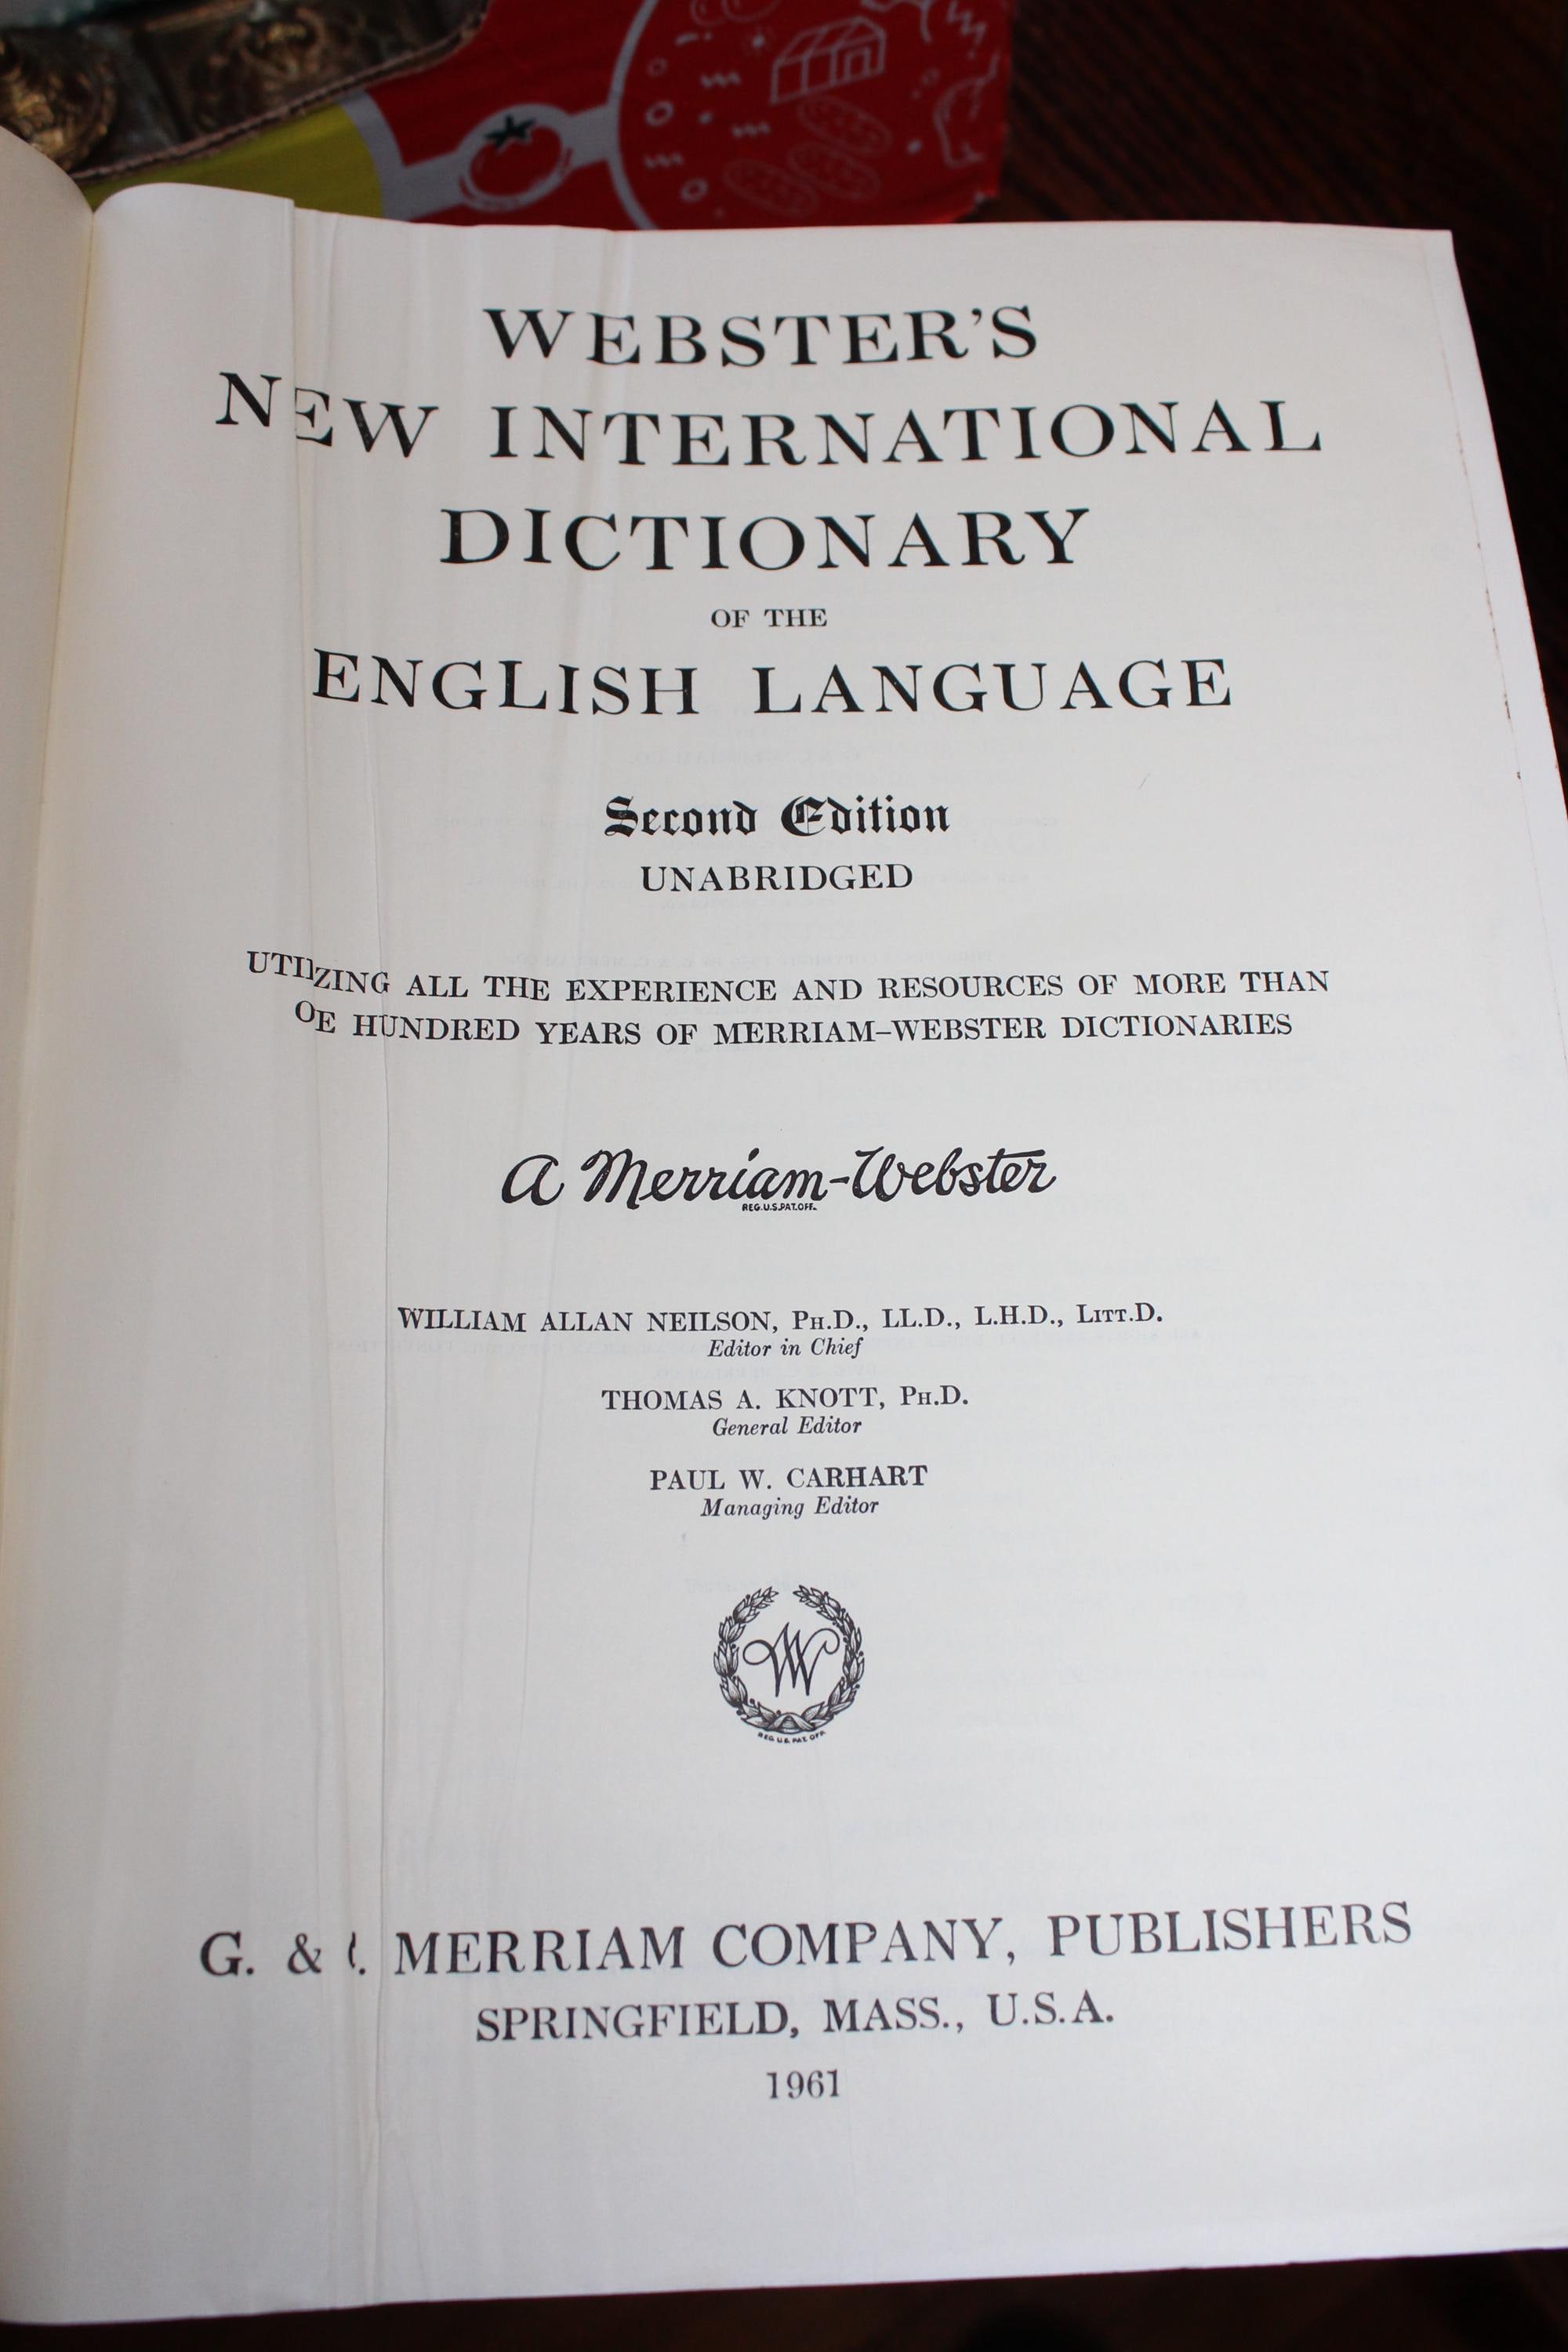 WEBSTER'S
NEW INTERNATIONAL
DICTIONARY
OF THE
ENGLISH LANGUAGE
Second Edition
UNABRIDGED
UTILIZING ALL THE EXPERIENCE AND RESOURCES OF MORE THAN
OE HUNDRED YEARS OF MERRIAM-WEBSTER DICTIONARIES
A Merriam-Webster
REG.U.S.PAT.OFF.
WILLIAM ALLAN NEILSON, PH.D., LL.D., L.H.D., LITT.D.
Editor in Chief
THOMAS A. KNOTT, PH.D.
General Editor
PAUL W. CARHART
Managing Editor
W
REG. U.S. PAT. OFF.
G. & C. MERRIAM COMPANY, PUBLISHERS
SPRINGFIELD, MASS., U.S.A.
1961